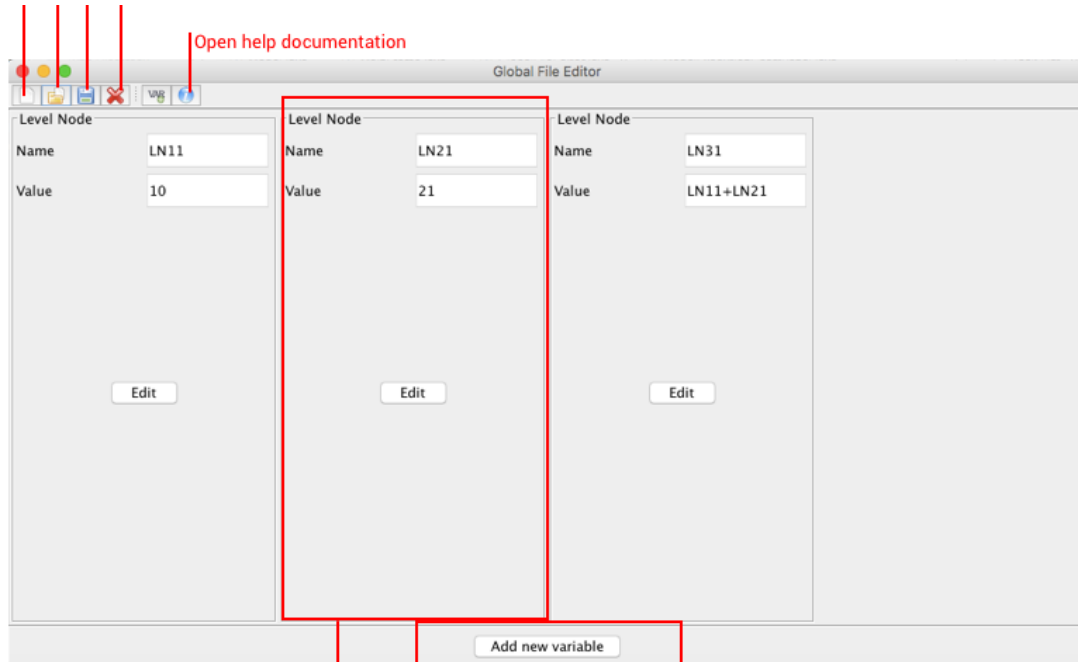 Open help documentation
Global File Editor
VAR
Level Node
Level Node
Level Node
Name
LN11
Name
LN21
Name
LN31
Value
10
Value
21
Value
LN11+LN21
Edit
Edit
Edit
Add new variable